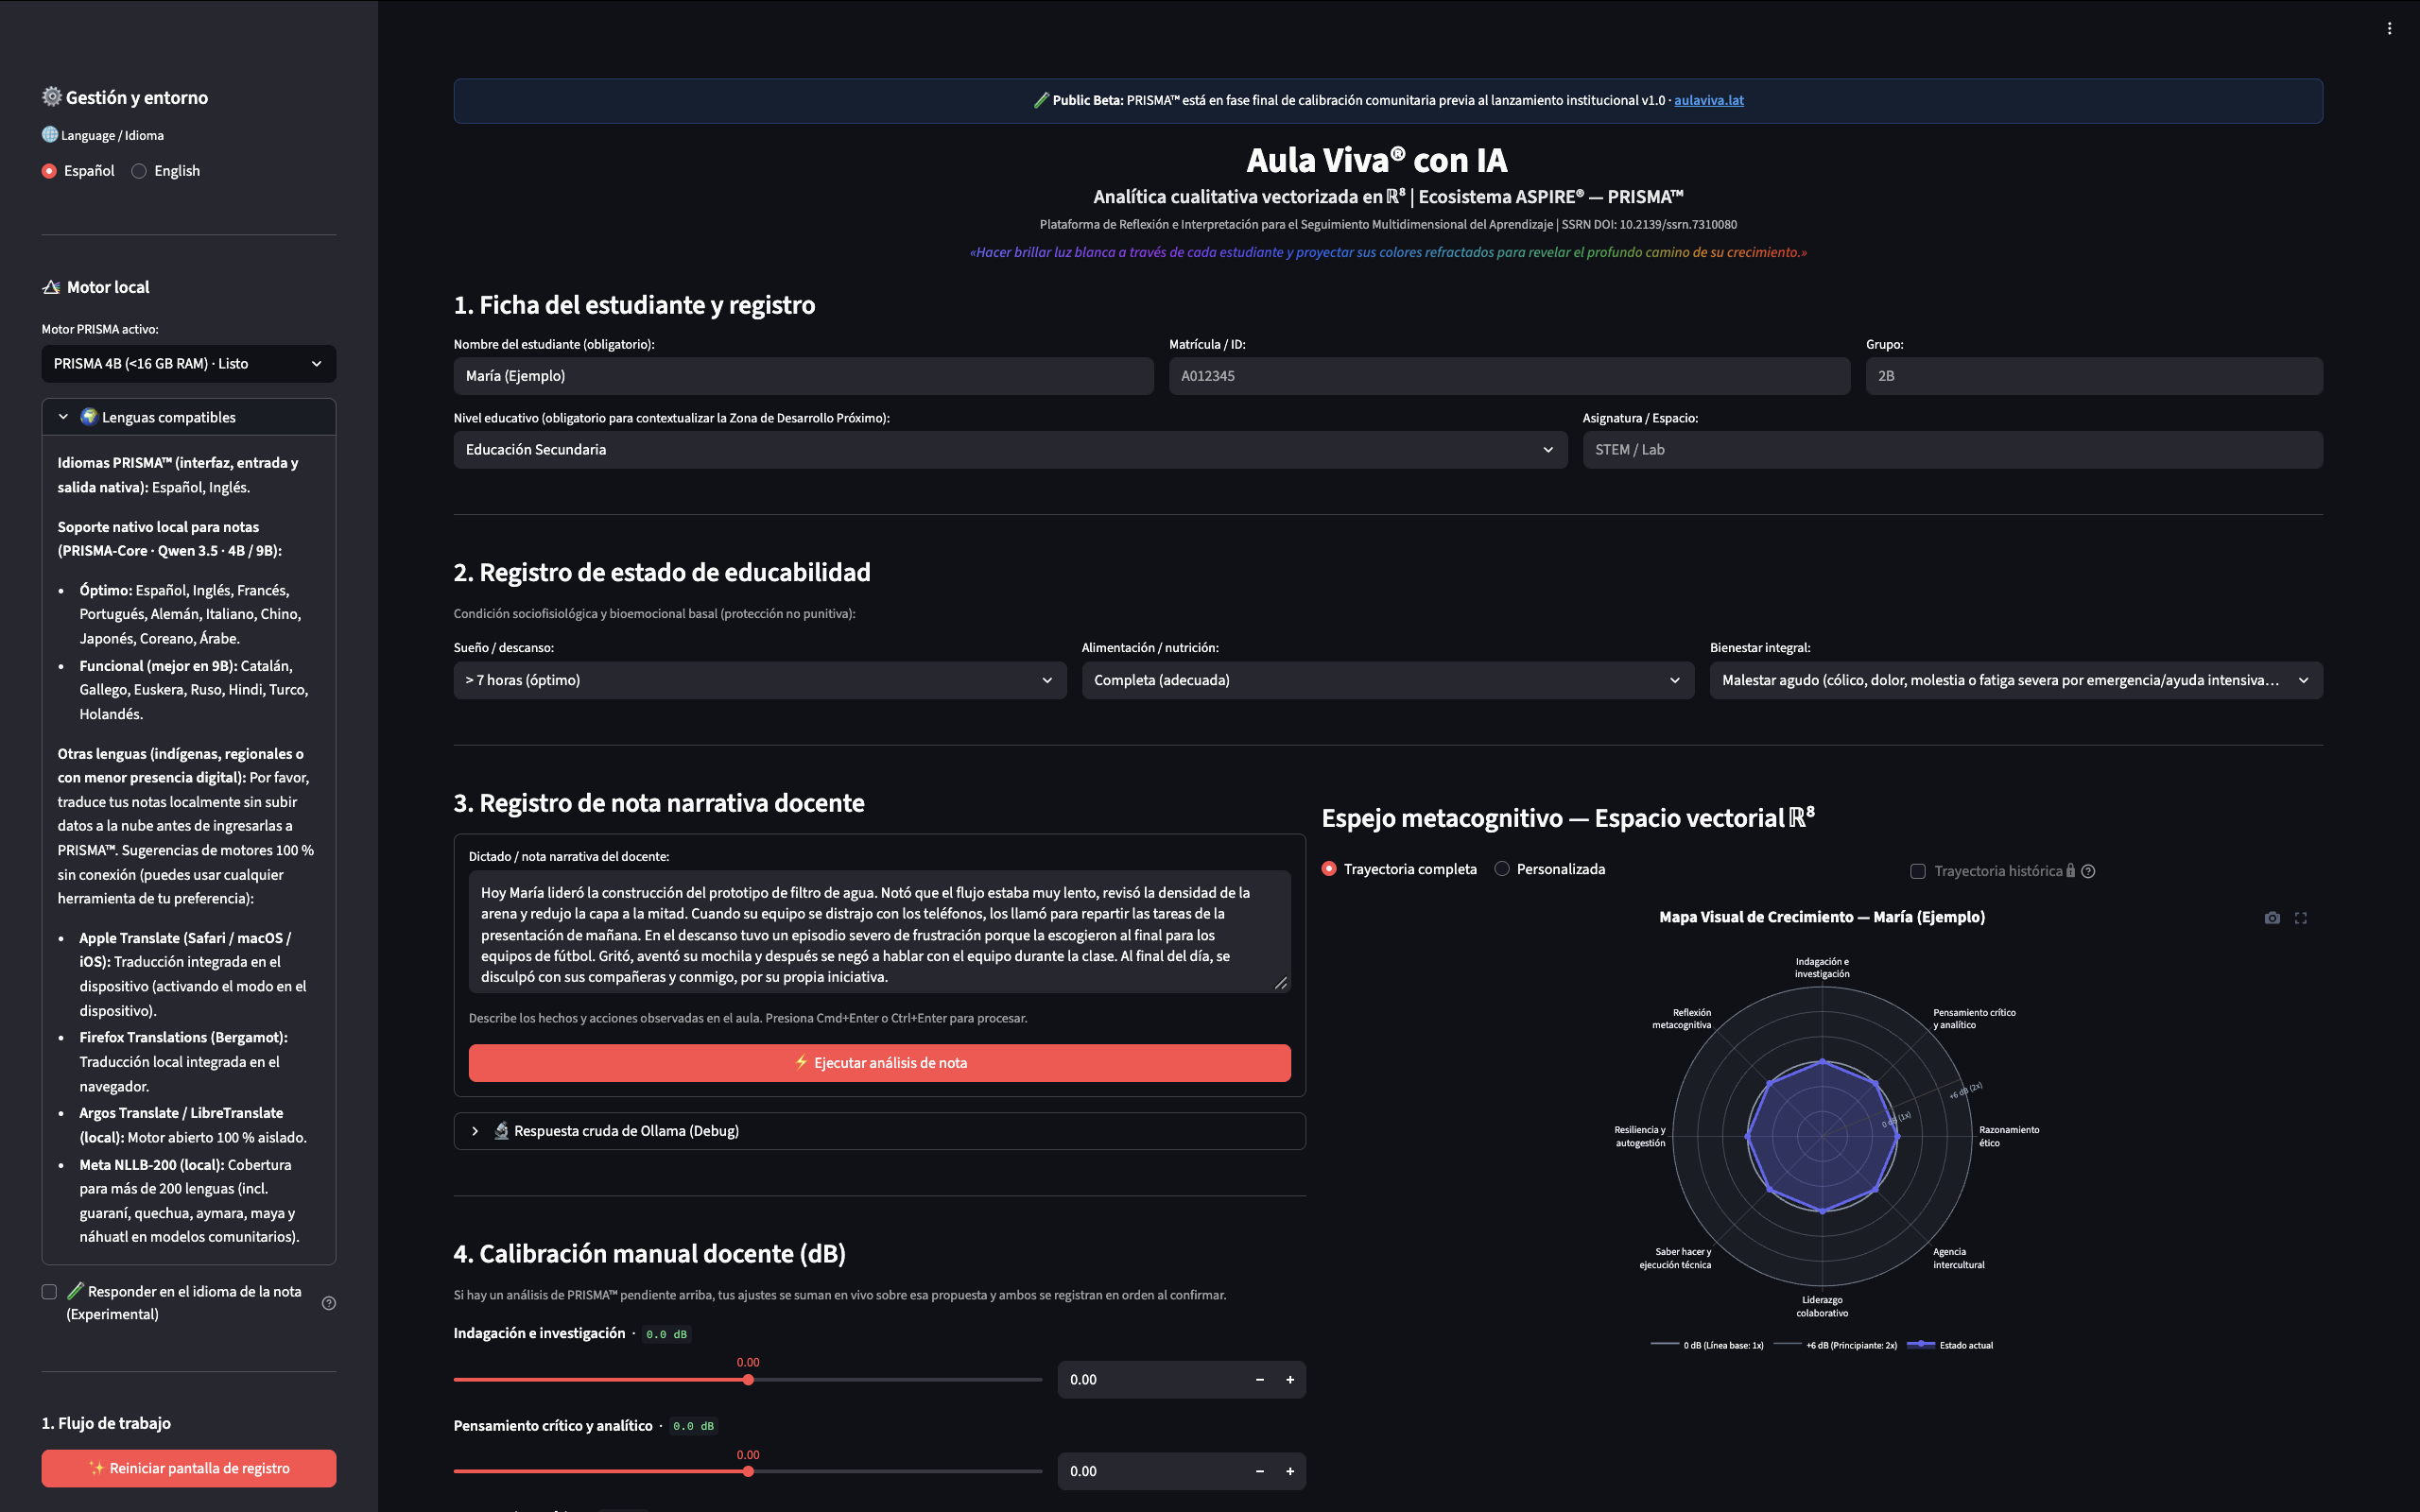 Gestión y entorno
Language / Idioma
Español
English
Motor local
Motor PRISMA activo:
PRISMA 4B (<16 GB RAM) · Listo
Lenguas compatibles
Idiomas PRISMA™ (interfaz, entrada y
salida nativa): Español, Inglés.
Soporte nativo local para notas
(PRISMA-Core · Qwen 3.5 · 4B / 9B):
• Óptimo: Español, Inglés, Francés,
Portugués, Alemán, Italiano, Chino,
Japonés, Coreano, Árabe.
• Funcional (mejor en 9B): Catalán,
Gallego, Euskera, Ruso, Hindi, Turco,
Holandés.
Otras lenguas (indígenas, regionales o
con menor presencia digital): Por favor,
traduce tus notas localmente sin subir
datos a la nube antes de ingresarlas a
PRISMA™. Sugerencias de motores 100 %
sin conexión (puedes usar cualquier
herramienta de tu preferencia):
• Apple Translate (Safari / macOS /
iOS): Traducción integrada en el
dispositivo (activando el modo en el
dispositivo).
• Firefox Translations (Bergamot):
Traducción local integrada en el
navegador.
• Argos Translate / LibreTranslate
(local): Motor abierto 100 % aislado.
• Meta NLLB-200 (local): Cobertura
para más de 200 lenguas (incl.
guaraní, quechua, aymara, maya y
náhuatl en modelos comunitarios).
Responder en el idioma de la nota
(Experimental)
1. Flujo de trabajo
Reiniciar pantalla de registro
Public Beta: PRISMA™ está en fase final de calibración comunitaria previa al lanzamiento institucional v1.0 · aulaviva.lat
Aula Viva® con IA
Analítica cualitativa vectorizada en ℝ⁸ | Ecosistema ASPIRE® — PRISMA™
Plataforma de Reflexión e Interpretación para el Seguimiento Multidimensional del Aprendizaje | SSRN DOI: 10.2139/ssrn.7310080
«Hacer brillar luz blanca a través de cada estudiante y proyectar sus colores refractados para revelar el profundo camino de su crecimiento.»
1. Ficha del estudiante y registro
Nombre del estudiante (obligatorio):
María (Ejemplo)
Matrícula / ID:
A012345
Grupo:
2B
Nivel educativo (obligatorio para contextualizar la Zona de Desarrollo Próximo):
Educación Secundaria
Asignatura / Espacio:
STEM / Lab
2. Registro de estado de educabilidad
Condición sociofisiológica y bioemocional basal (protección no punitiva):
Sueño / descanso:
> 7 horas (óptimo)
Alimentación / nutrición:
Completa (adecuada)
Bienestar integral:
Malestar agudo (cólico, dolor, molestia o fatiga severa por emergencia/ayuda intensiva...
3. Registro de nota narrativa docente
Dictado / nota narrativa del docente:
Hoy María lideró la construcción del prototipo de filtro de agua. Notó que el flujo estaba muy lento, revisó la densidad de la
arena y redujo la capa a la mitad. Cuando su equipo se distrajo con los teléfonos, los llamó para repartir las tareas de la
presentación de mañana. En el descanso tuvo un episodio severo de frustración porque la escogieron al final para los
equipos de fútbol. Gritó, aventó su mochila y después se negó a hablar con el equipo durante la clase. Al final del día, se
disculpó con sus compañeras y conmigo, por su propia iniciativa.
Describe los hechos y acciones observadas en el aula. Presiona Cmd+Enter o Ctrl+Enter para procesar.
Ejecutar análisis de nota
Respuesta cruda de Ollama (Debug)
4. Calibración manual docente (dB)
Si hay un análisis de PRISMA™ pendiente arriba, tus ajustes se suman en vivo sobre esa propuesta y ambos se registran en orden al confirmar.
Indagación e investigación · 0.0 dB
0.00
0.00
Pensamiento crítico y analítico · 0.0 dB
0.00
0.00
Espejo metacognitivo — Espacio vectorial ℝ⁸
Trayectoria completa
Personalizada
Trayectoria histórica
Mapa Visual de Crecimiento — María (Ejemplo)
Indagación e
investigación
Reflexión
metacognitiva
Pensamiento crítico
y analítico
+6 dB (2x)
0 dB (1x)
Resiliencia y
autogestión
Razonamiento
ético
Saber hacer y
ejecución técnica
Agencia
intercultural
Liderazgo
colaborativo
0 dB (Línea base: 1x)
+6 dB (Principiante: 2x)
Estado actual